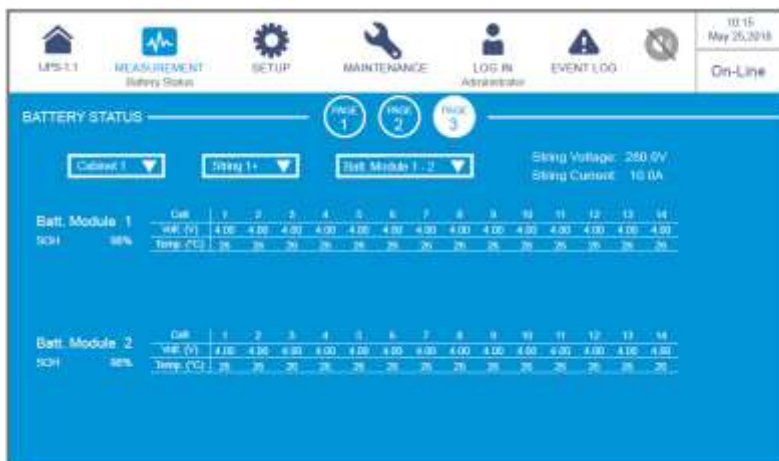 10:15
May 25,2018
UPS-1.1
MEASUREMENT
Battery Status
SETUP
MAINTENANCE
LOG IN
Administrator
EVENT LOG
On-Line
BATTERY STATUS
PAGE 1
PAGE 2
PAGE 3
Cabinet 1
String 1+
Batt. Module 1 - 2
String Voltage: 280.0V
String Current: 10.0A
Batt. Module 1
SOH 98%
Cell 1 2 3 4 5 6 7 8 9 10 11 12 13 14
Volt. (V) 4.00 4.00 4.00 4.00 4.00 4.00 4.00 4.00 4.00 4.00 4.00 4.00 4.00 4.00
Temp. (°C) 26 26 26 26 26 26 26 26 26 26 26 26 26 26
Batt. Module 2
SOH 98%
Cell 1 2 3 4 5 6 7 8 9 10 11 12 13 14
Volt. (V) 4.00 4.00 4.00 4.00 4.00 4.00 4.00 4.00 4.00 4.00 4.00 4.00 4.00 4.00
Temp. (°C) 26 26 26 26 26 26 26 26 26 26 26 26 26 26